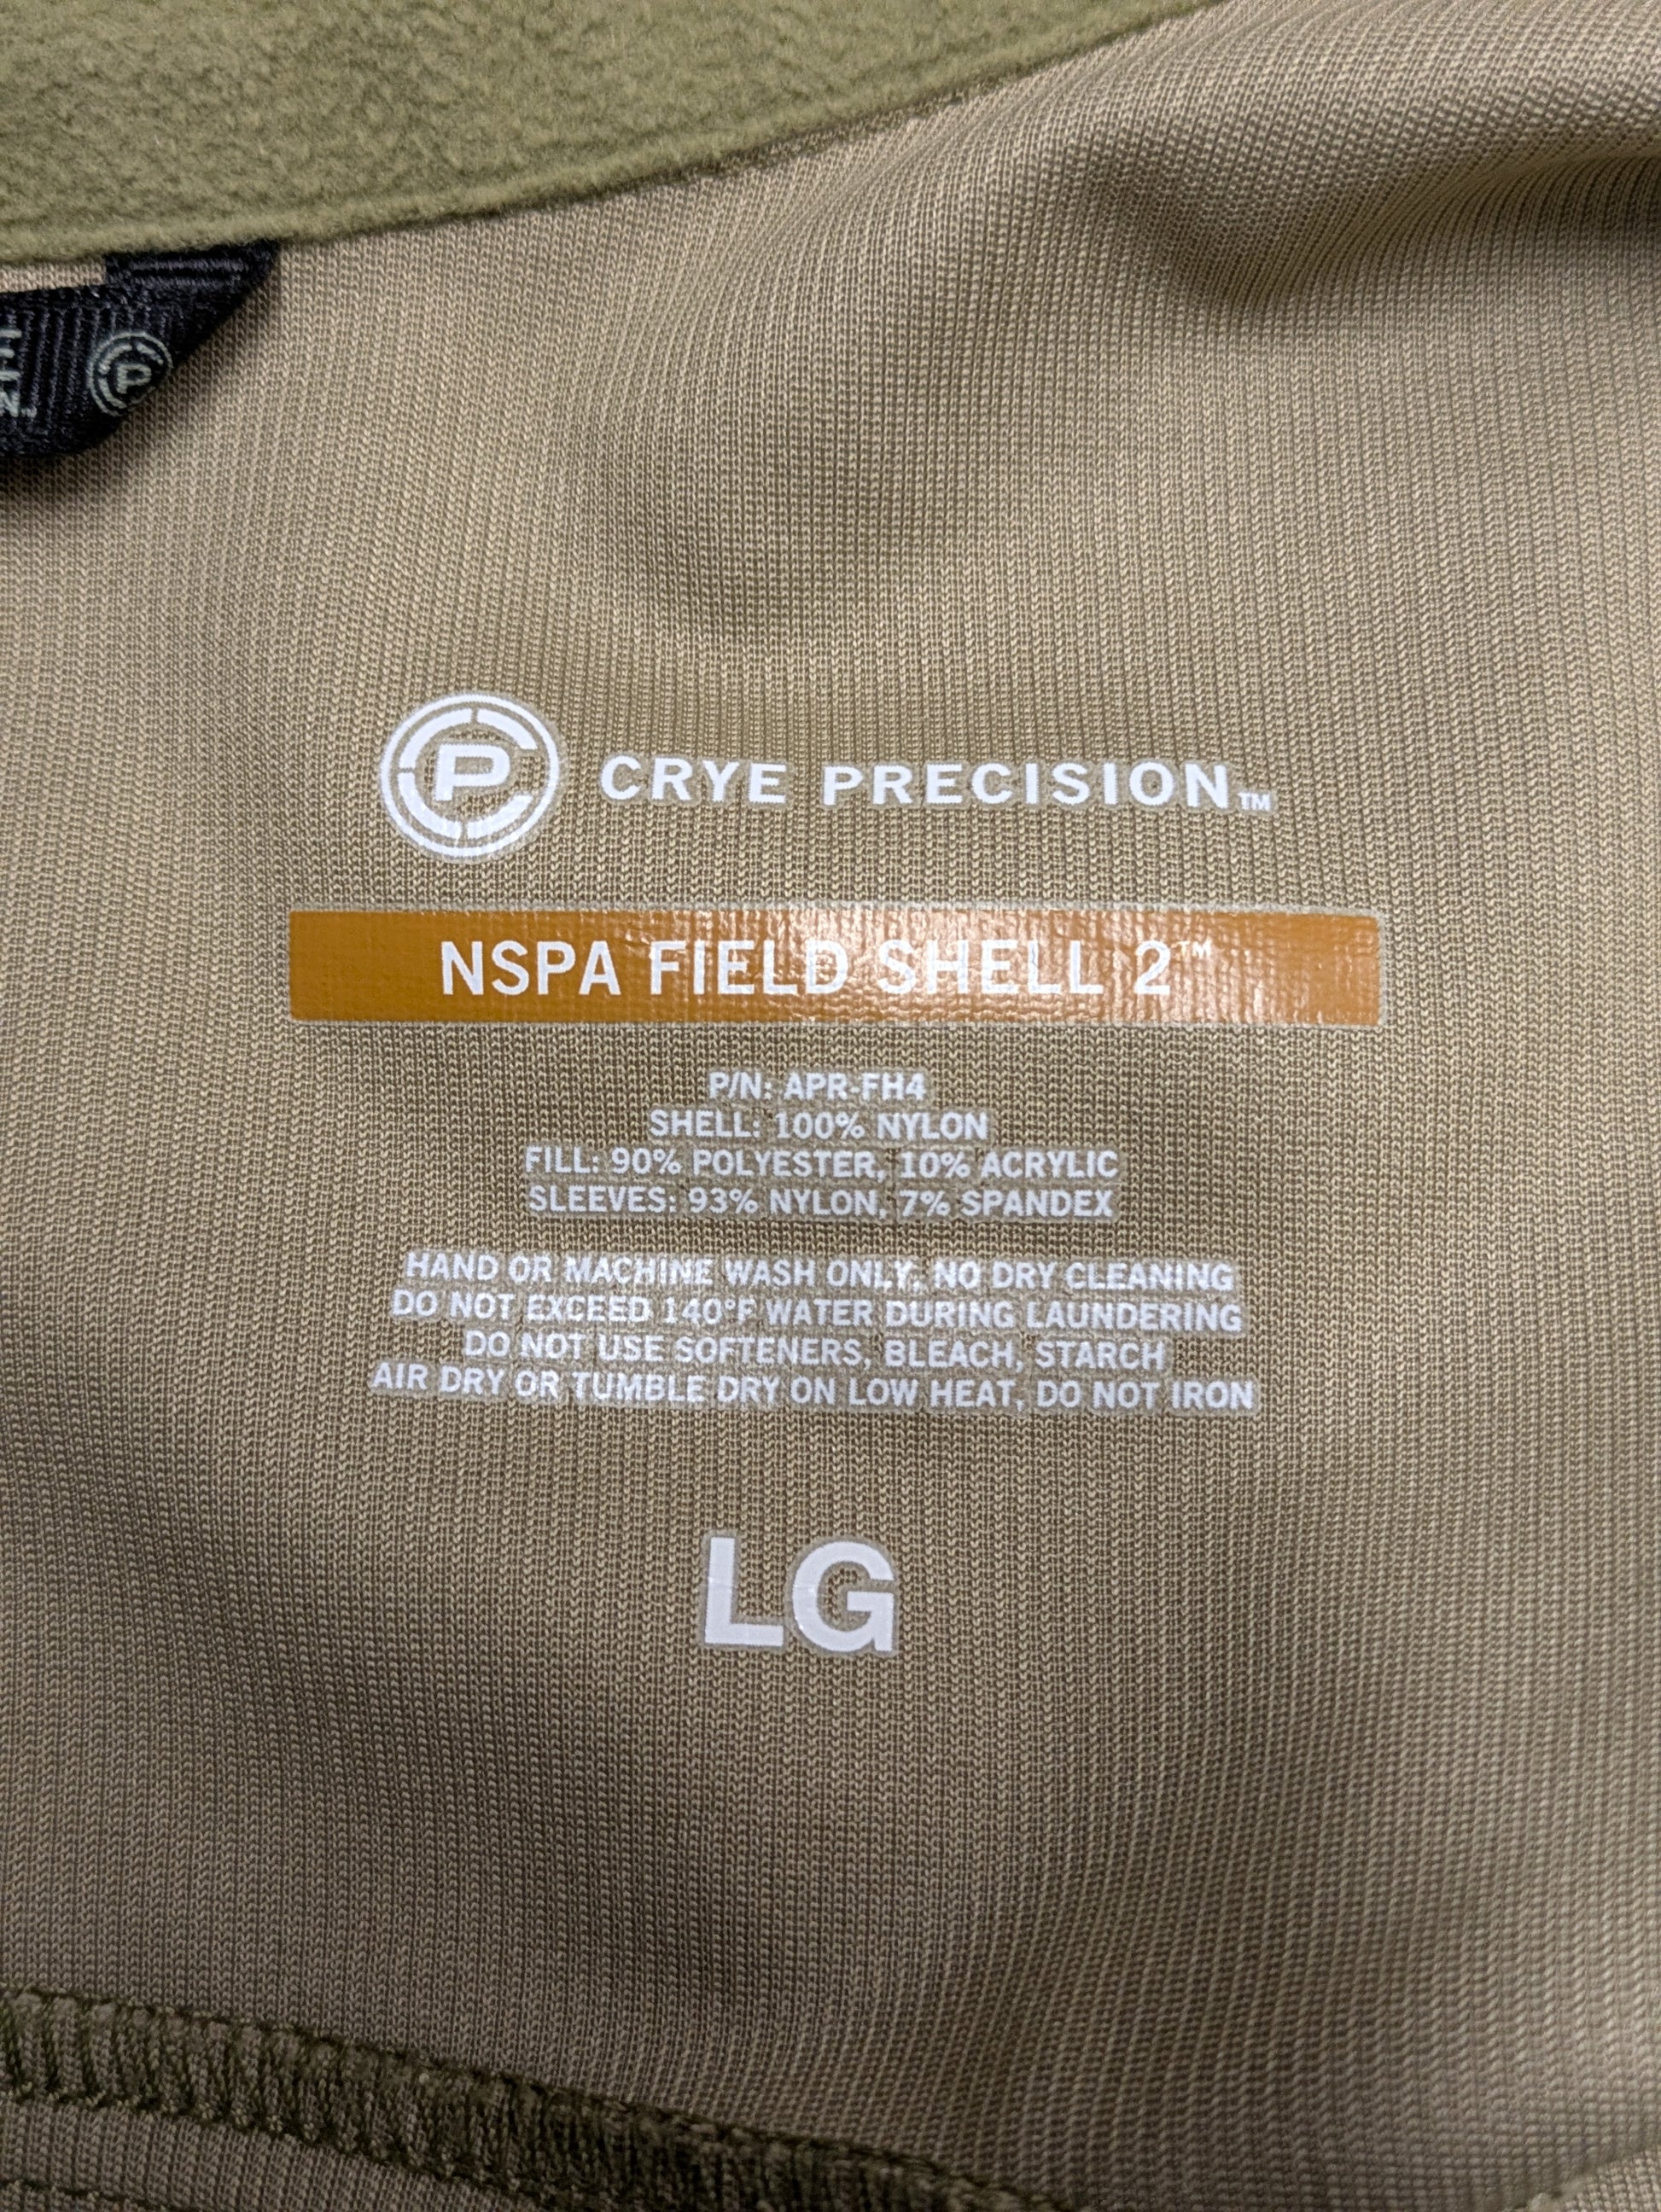 CP
CRYE PRECISION™
NSPA FIELD SHELL 2™
P/N: APR-FH4
SHELL: 100% NYLON
FILL: 90% POLYESTER, 10% ACRYLIC
SLEEVES: 93% NYLON, 7% SPANDEX
HAND OR MACHINE WASH ONLY, NO DRY CLEANING
DO NOT EXCEED 140°F WATER DURING LAUNDERING
DO NOT USE SOFTENERS, BLEACH, STARCH
AIR DRY OR TUMBLE DRY ON LOW HEAT, DO NOT IRON
LG